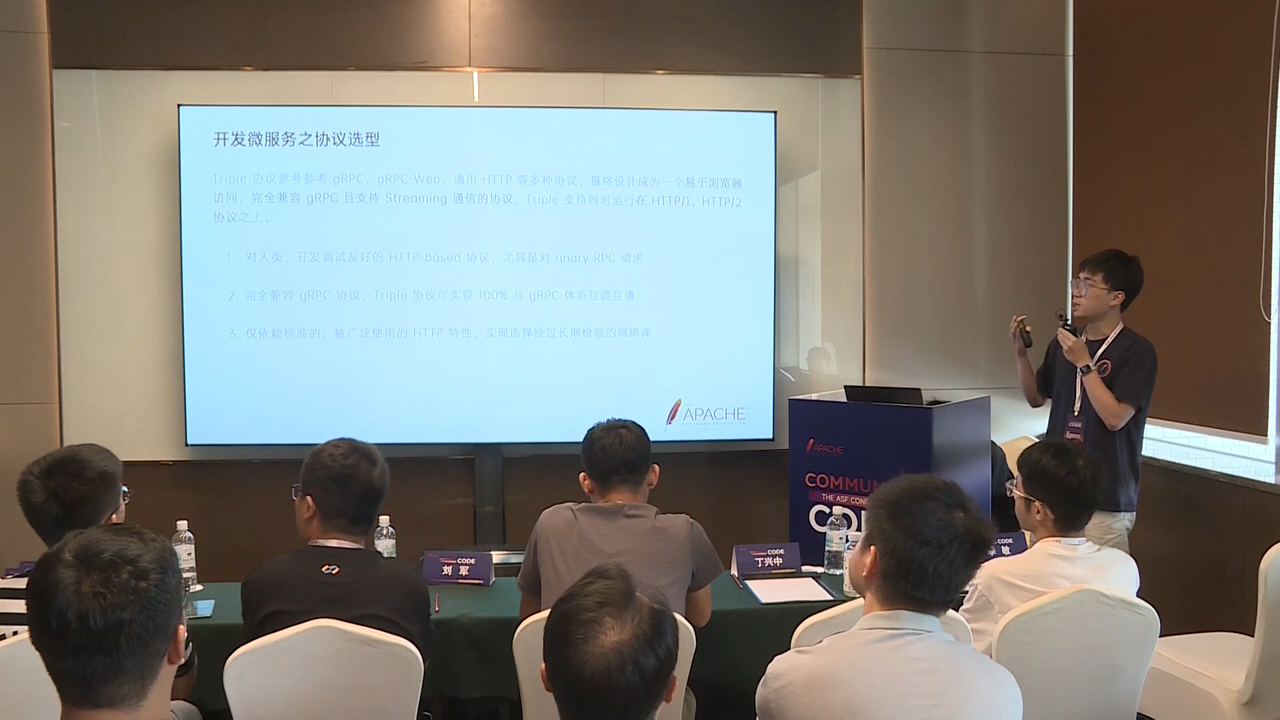 开发微服务之协议选型
Triple 协议参考参考 gRPC、gRPC-Web、通用 HTTP 等多种协议，最终设计成为一个易于浏览器
访问、完全兼容 gRPC 且支持 Streaming 通信的协议，Triple 支持同时运行在 HTTP/1、HTTP/2
协议之上。
1. 对人类、开发调试友好的 HTTP-based 协议，尤其是对 unary RPC 请求
2. 完全兼容 gRPC 协议，Triple 协议可实现 100% 与 gRPC 体系互调互通
3. 仅依赖标准的、被广泛使用的 HTTP 特性，实现选择经过长期检验的网络库
APACHE
SOFTWARE FOUNDATION
APACHE
COMMUN
THE ASF CON
CO
CODE
CODE
刘 军
CODE
丁兴中
CODE
敏